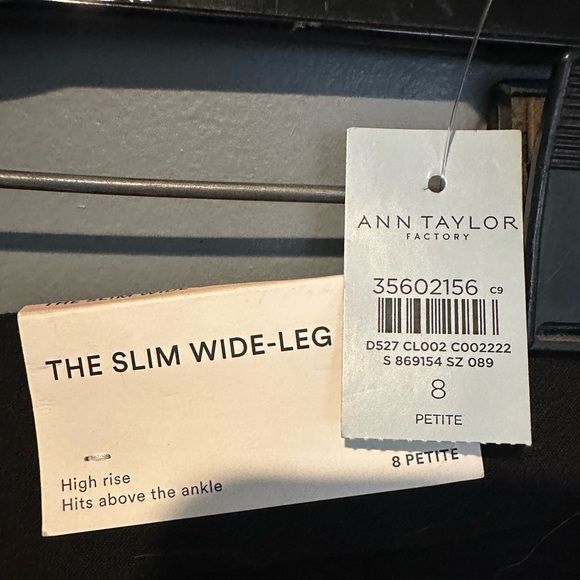 ANN TAYLOR
FACTORY
35602156 C9
D527 CL002 C002222
S 869154 SZ 089
8
PETITE
THE SLIM WIDE-LEG
8 PETITE
High rise
Hits above the ankle